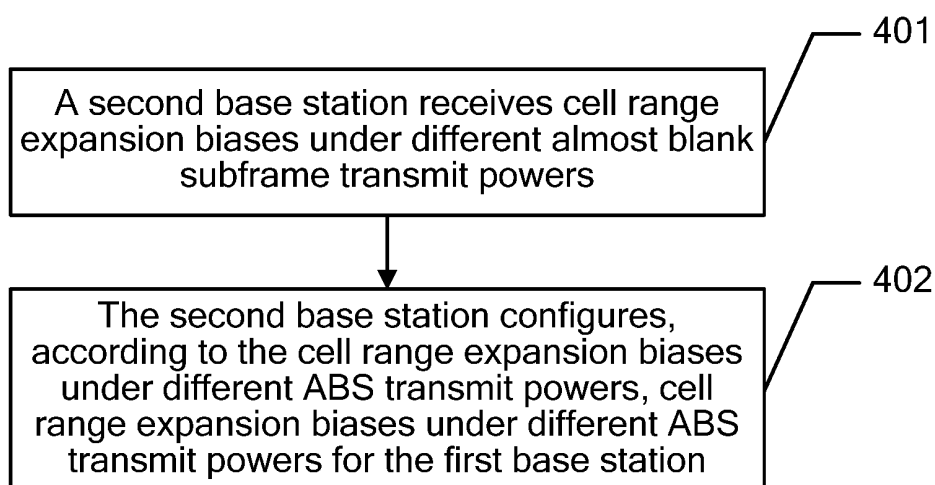 401
A second base station receives cell range
expansion biases under different almost blank
subframe transmit powers
402
The second base station configures,
according to the cell range expansion biases
under different ABS transmit powers, cell
range expansion biases under different ABS
transmit powers for the first base station